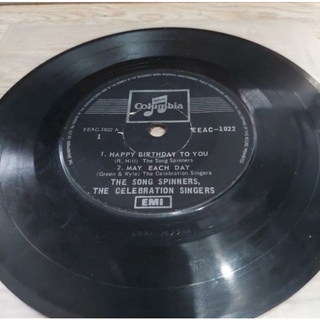 Columbia
EEAC-1022 A
1
EEAC-1022
1. HAPPY BIRTHDAY TO YOU
(R. Hill) The Song Spinners
2. MAY EACH DAY
(Green & Wyle) The Celebration Singers
THE SONG SPINNERS,
THE CELEBRATION SINGERS
EMI